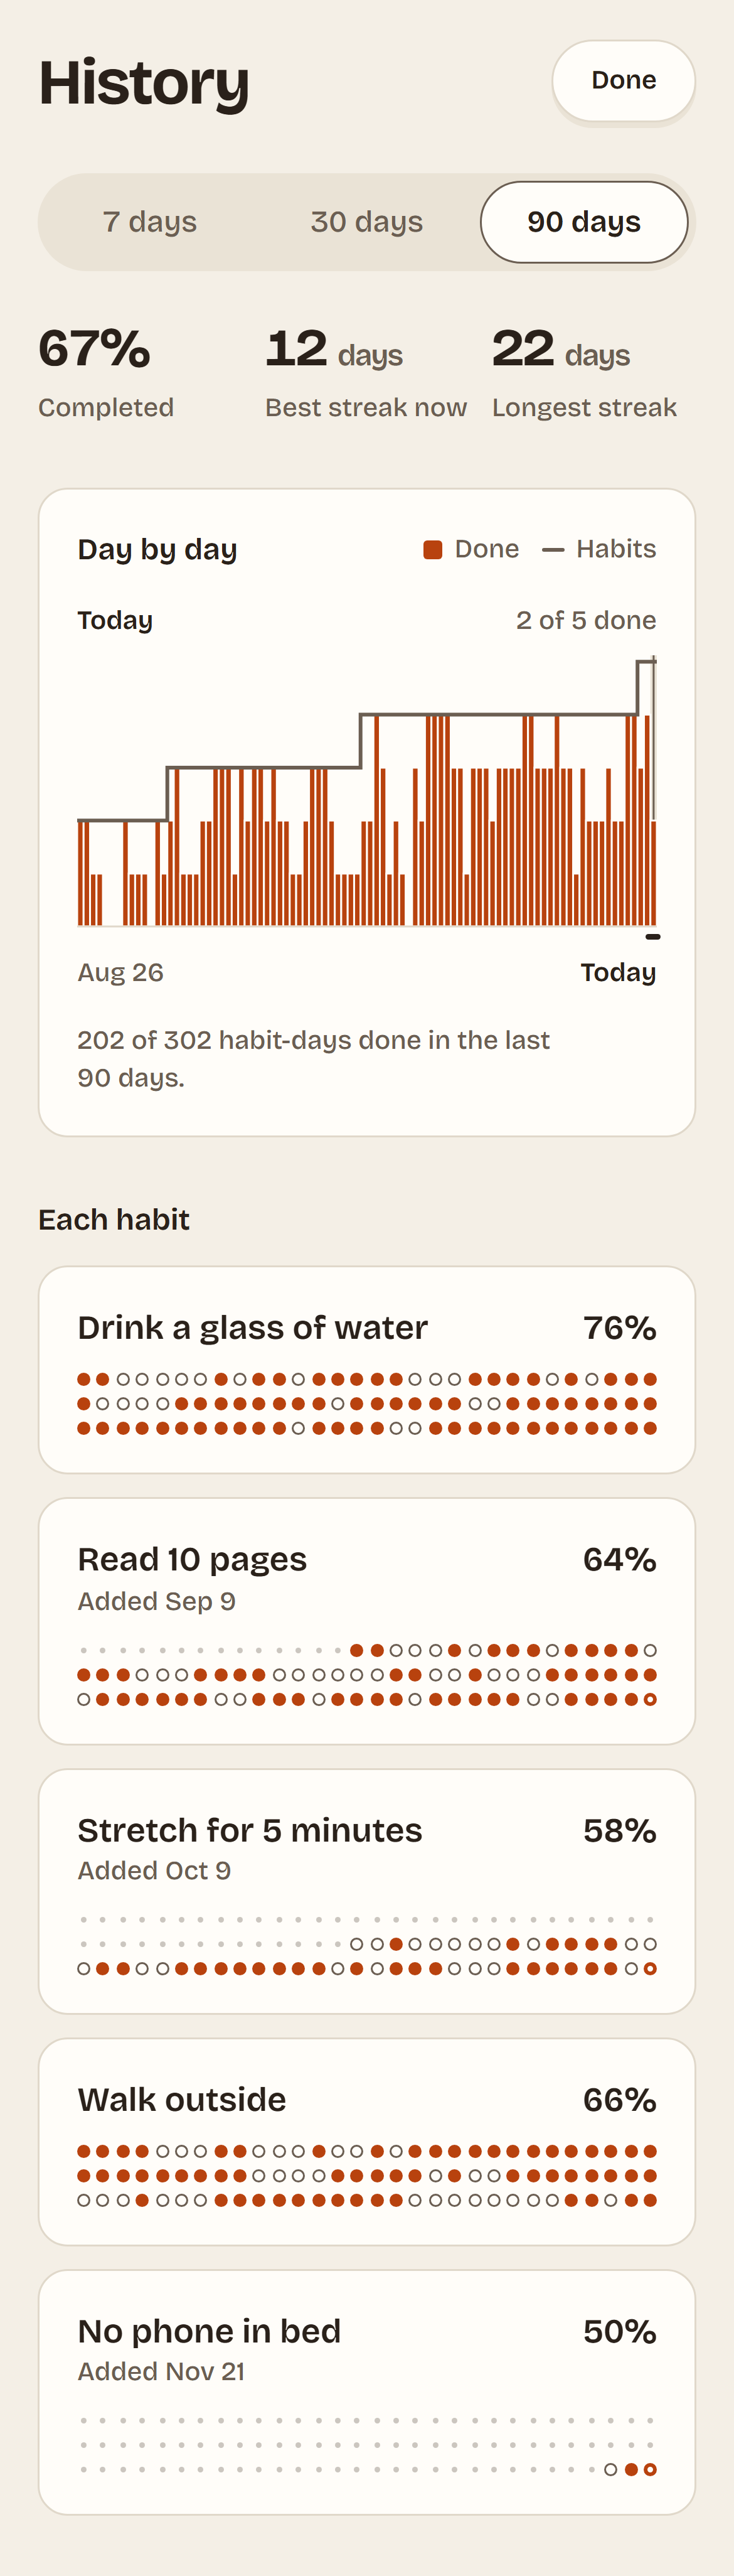 History
Done
7 days
30 days
90 days
67%
12 days
22 days
Completed
Best streak now
Longest streak
Day by day
Done
Habits
Today
2 of 5 done
Aug 26
Today
202 of 302 habit-days done in the last
90 days.
Each habit
Drink a glass of water
76%
Read 10 pages
64%
Added Sep 9
Stretch for 5 minutes
58%
Added Oct 9
Walk outside
66%
No phone in bed
50%
Added Nov 21